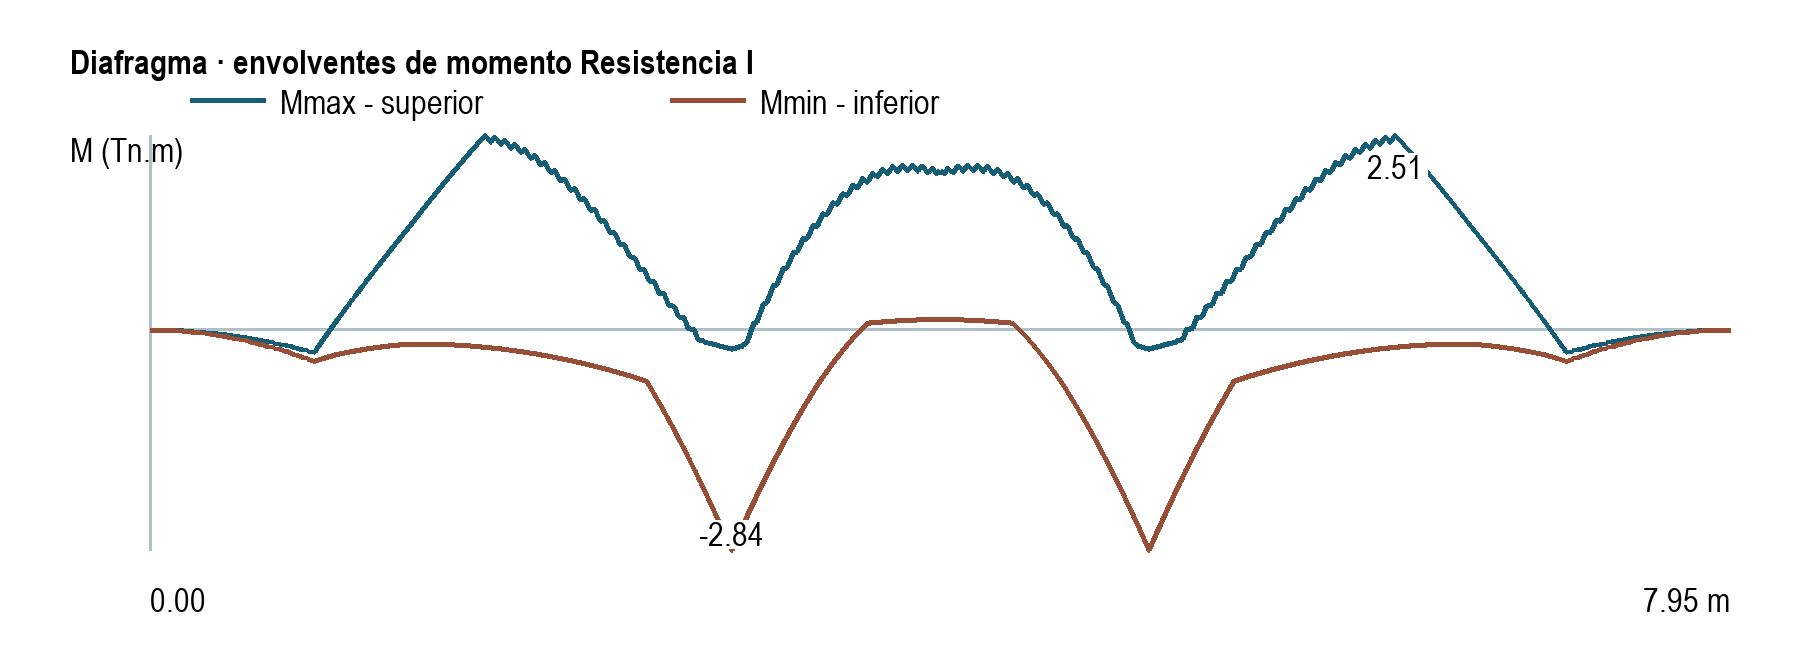 Diafragma · envolventes de momento Resistencia I
Mmax - superior
Mmin - inferior
M (Tn.m)
2.51
-2.84
0.00
7.95 m